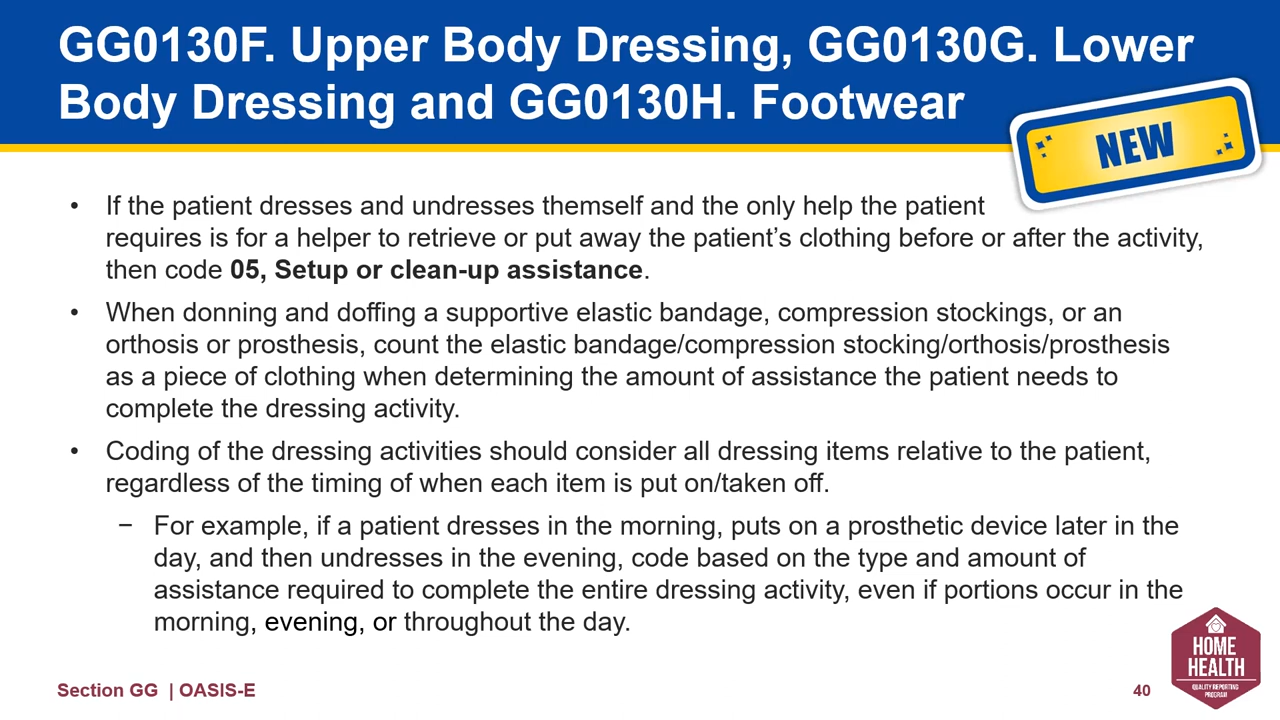 GG0130F. Upper Body Dressing, GG0130G. Lower
Body Dressing and GG0130H. Footwear
NEW
• If the patient dresses and undresses themself and the only help the patient
requires is for a helper to retrieve or put away the patient’s clothing before or after the activity,
then code 05, Setup or clean-up assistance.
• When donning and doffing a supportive elastic bandage, compression stockings, or an
orthosis or prosthesis, count the elastic bandage/compression stocking/orthosis/prosthesis
as a piece of clothing when determining the amount of assistance the patient needs to
complete the dressing activity.
• Coding of the dressing activities should consider all dressing items relative to the patient,
regardless of the timing of when each item is put on/taken off.
− For example, if a patient dresses in the morning, puts on a prosthetic device later in the
day, and then undresses in the evening, code based on the type and amount of
assistance required to complete the entire dressing activity, even if portions occur in the
morning, evening, or throughout the day.
Section GG | OASIS-E
40
HOME
HEALTH
QUALITY REPORTING
PROGRAM